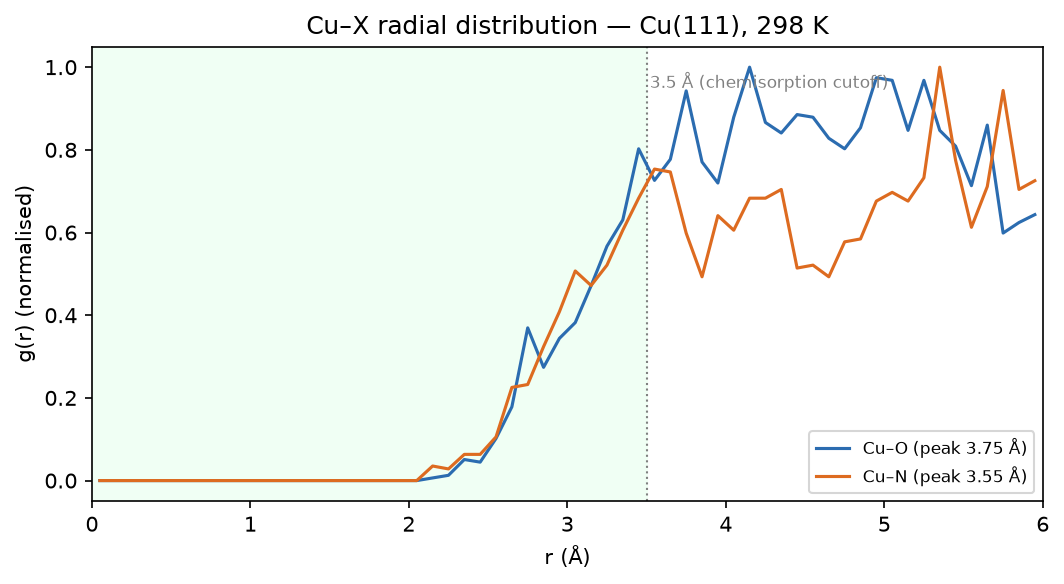 Cu–X radial distribution — Cu(111), 298 K
1.0
0.8
0.6
0.4
0.2
0.0
g(r) (normalised)
3.5 Å (chemisorption cutoff)
Cu–O (peak 3.75 Å)
Cu–N (peak 3.55 Å)
0 1 2 3 4 5 6
r (Å)